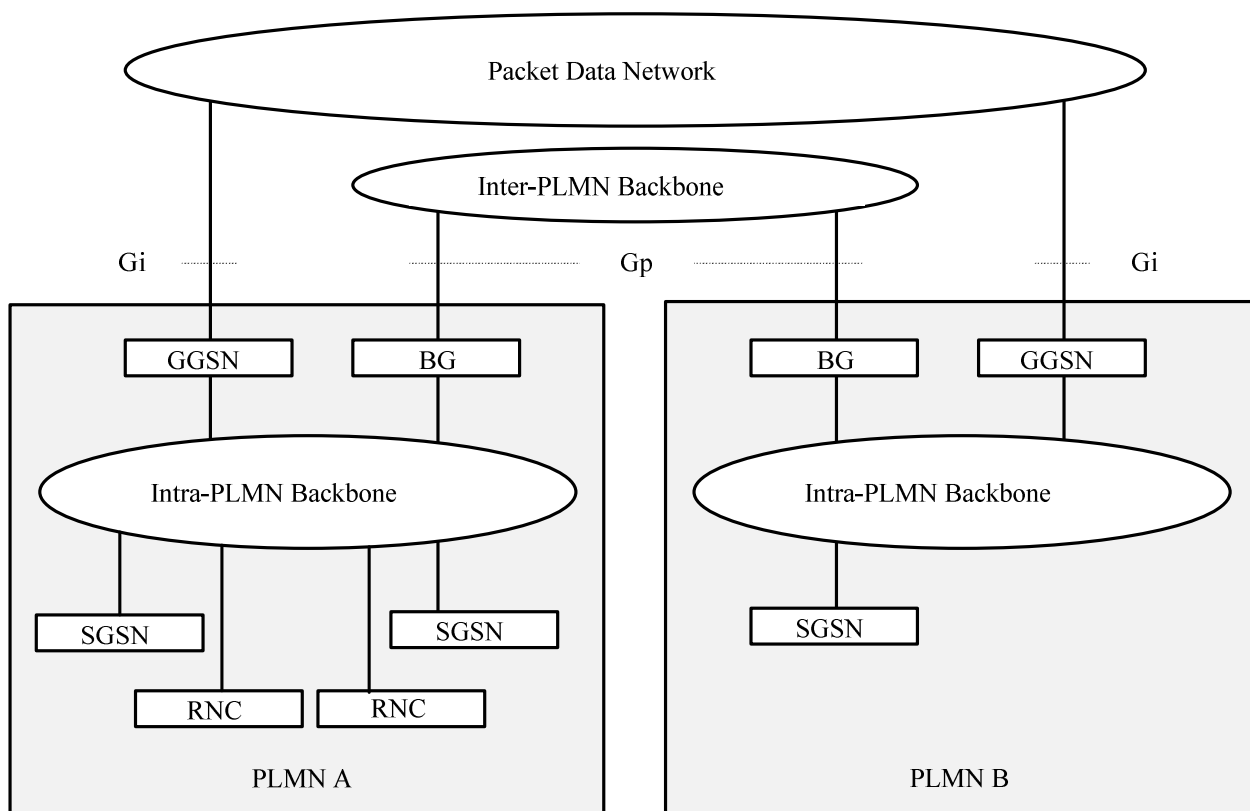 Packet Data Network
Inter-PLMN Backbone
Gi
Gp
Gi
GGSN
BG
BG
GGSN
Intra-PLMN Backbone
Intra-PLMN Backbone
SGSN
SGSN
SGSN
RNC
RNC
PLMN A
PLMN B